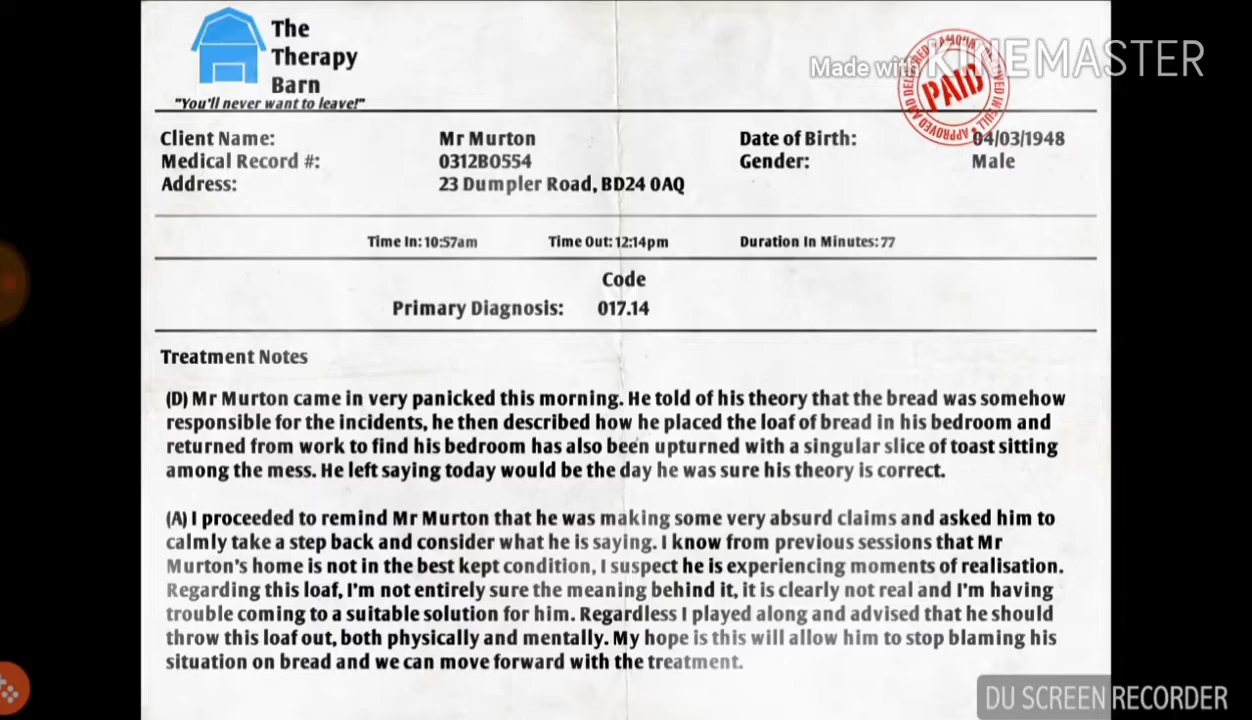 The
Therapy
Barn
"You'll never want to leave!"
Made with KINEMASTER
PAID
Client Name: Mr Murton Date of Birth: 04/03/1948
Medical Record #: 0312B0554 Gender: Male
Address: 23 Dumpler Road, BD24 0AQ
Time In: 10:57am Time Out: 12:14pm Duration In Minutes: 77
Code
Primary Diagnosis: 017.14
Treatment Notes
(D) Mr Murton came in very panicked this morning. He told of his theory that the bread was somehow
responsible for the incidents, he then described how he placed the loaf of bread in his bedroom and
returned from work to find his bedroom has also been upturned with a singular slice of toast sitting
among the mess. He left saying today would be the day he was sure his theory is correct.
(A) I proceeded to remind Mr Murton that he was making some very absurd claims and asked him to
calmly take a step back and consider what he is saying. I know from previous sessions that Mr
Murton's home is not in the best kept condition, I suspect he is experiencing moments of realisation.
Regarding this loaf, I'm not entirely sure the meaning behind it, it is clearly not real and I'm having
trouble coming to a suitable solution for him. Regardless I played along and advised that he should
throw this loaf out, both physically and mentally. My hope is this will allow him to stop blaming his
situation on bread and we can move forward with the treatment.
DU SCREEN RECORDER